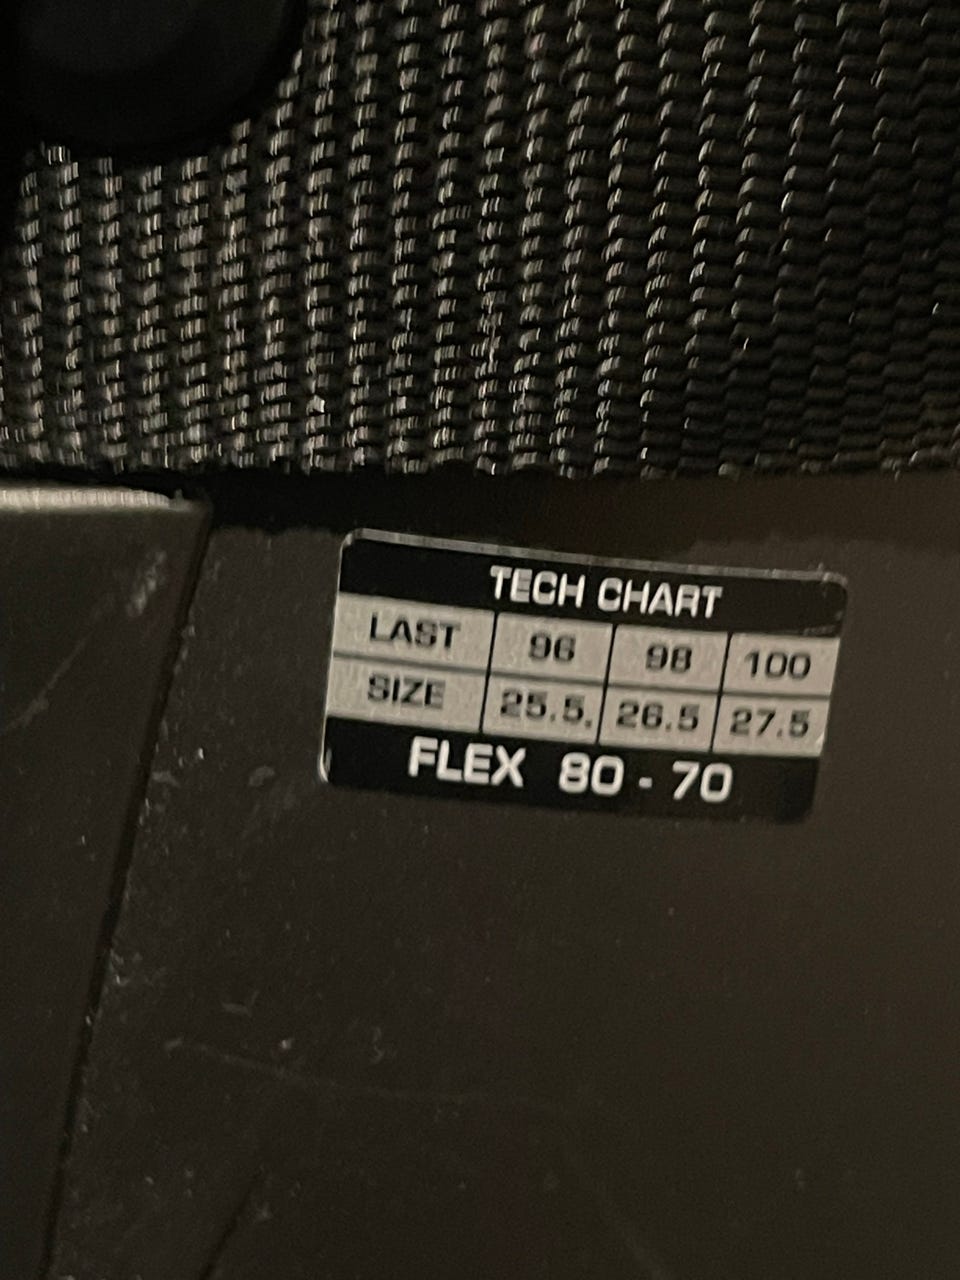 TECH CHART
LAST 96 98 100
SIZE 25.5. 26.5 27.5
FLEX 80 - 70